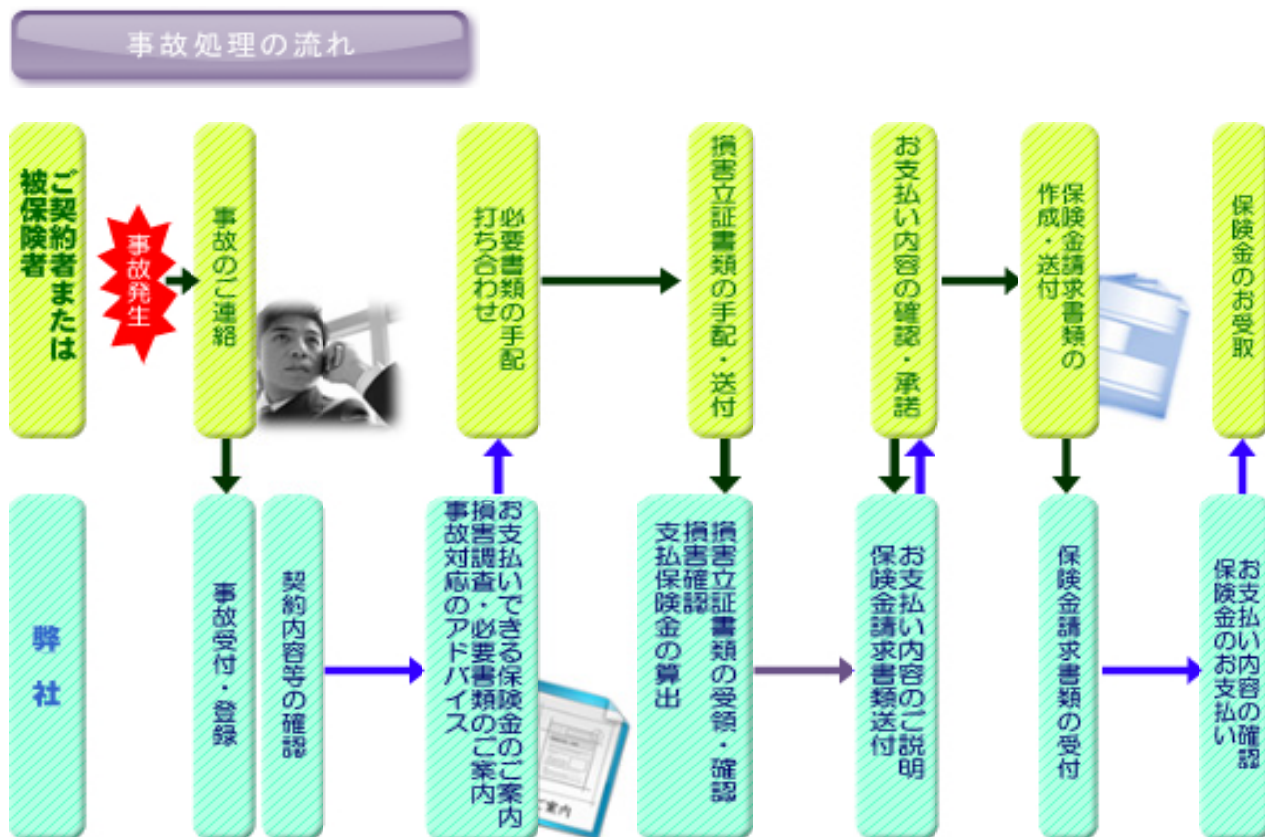 事故処理の流れ
ご契約者または
被保険者
事故発生
事故のご連絡
必要書類の手配
打ち合わせ
損害立証書類の手配・送付
お支払い内容の確認・承諾
保険金請求書類の
作成・送付
保険金のお受取
弊社
事故受付・登録
契約内容等の確認
お支払いできる保険金のご案内
損害調査・必要書類のご案内
事故対応のアドバイス
ご案内
損害立証書類の受領・確認
損害確認
支払保険金の算出
お支払い内容のご説明
保険金請求書類送付
保険金請求書類の受付
お支払い内容の確認
保険金のお支払い